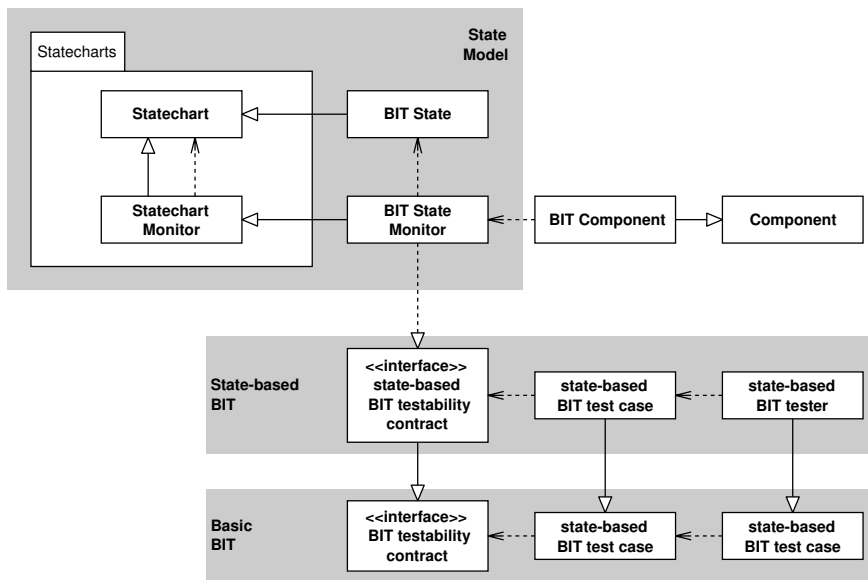 State
Model
Statecharts
Statechart
BIT State
Statechart
Monitor
BIT State
Monitor
BIT Component
Component
State-based
BIT
<<interface>>
state-based
BIT testability
contract
state-based
BIT test case
state-based
BIT tester
Basic
BIT
<<interface>>
BIT testability
contract
state-based
BIT test case
state-based
BIT test case